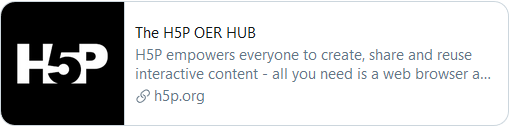 H5P
The H5P OER HUB
H5P empowers everyone to create, share and reuse
interactive content - all you need is a web browser a...
h5p.org